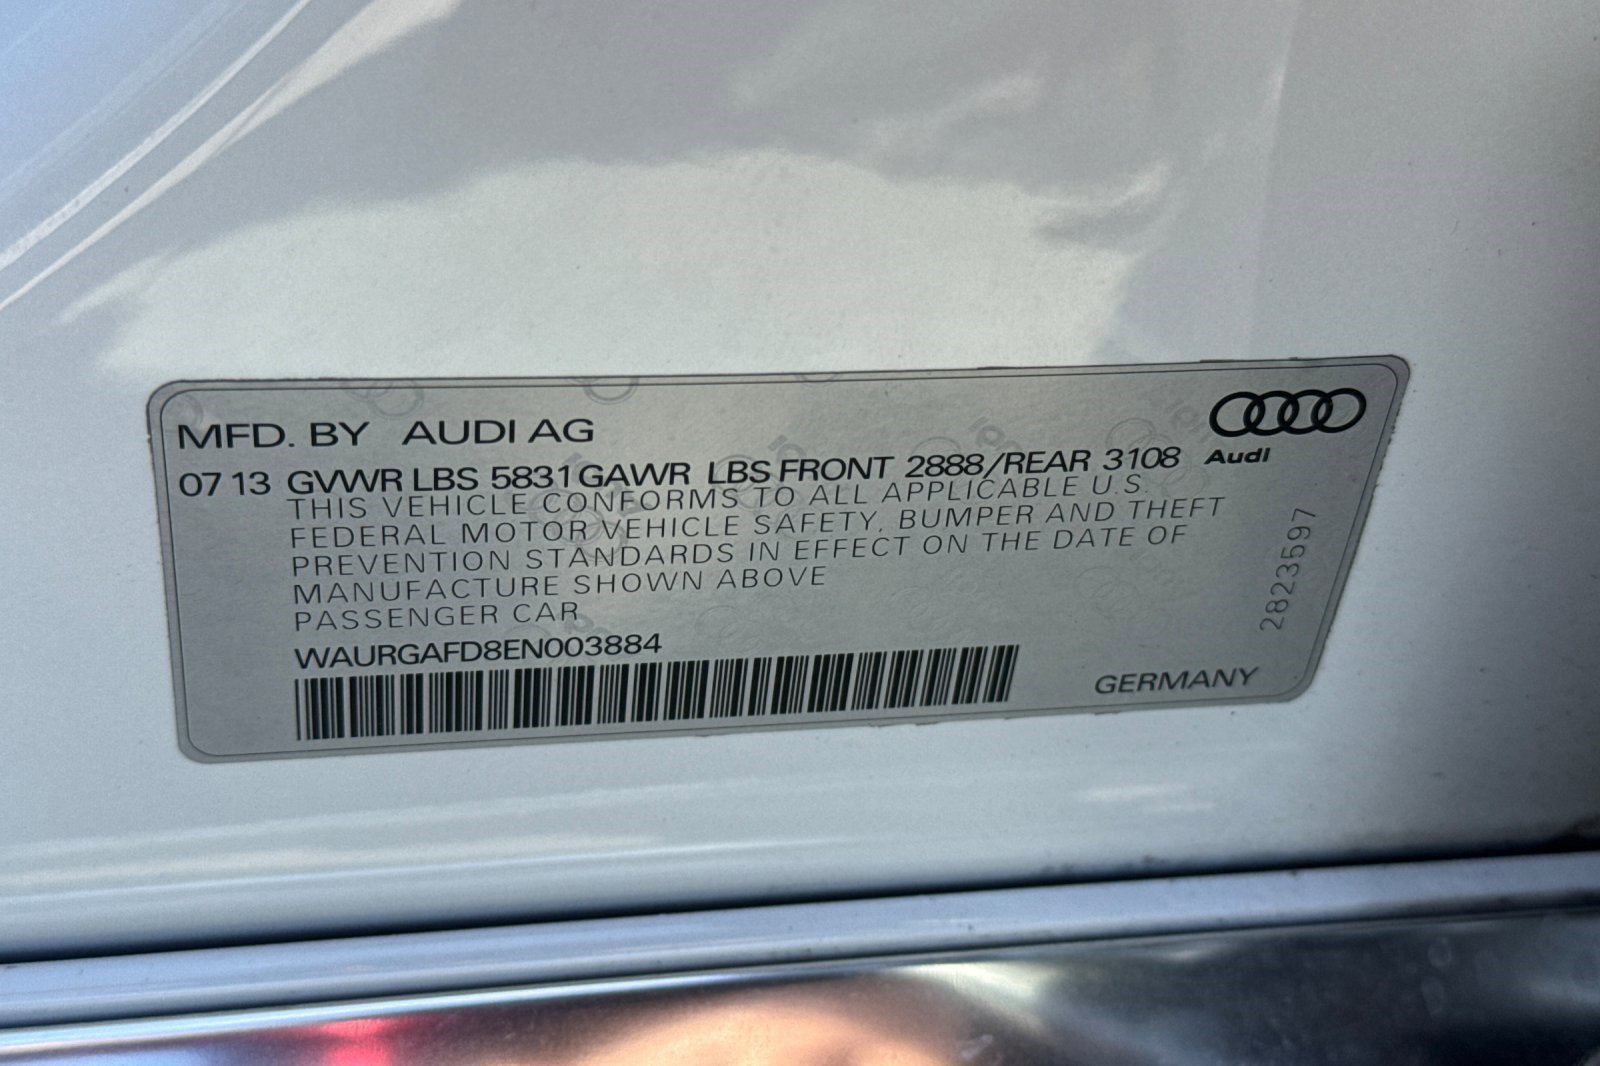 MFD. BY AUDI AG
07 13 GVWR LBS 5831 GAWR LBS FRONT 2888/REAR 3108
Audi
THIS VEHICLE CONFORMS TO ALL APPLICABLE U.S.
FEDERAL MOTOR VEHICLE SAFETY, BUMPER AND THEFT
PREVENTION STANDARDS IN EFFECT ON THE DATE OF
MANUFACTURE SHOWN ABOVE
PASSENGER CAR
WAURGAFD8EN003884
GERMANY
2823597